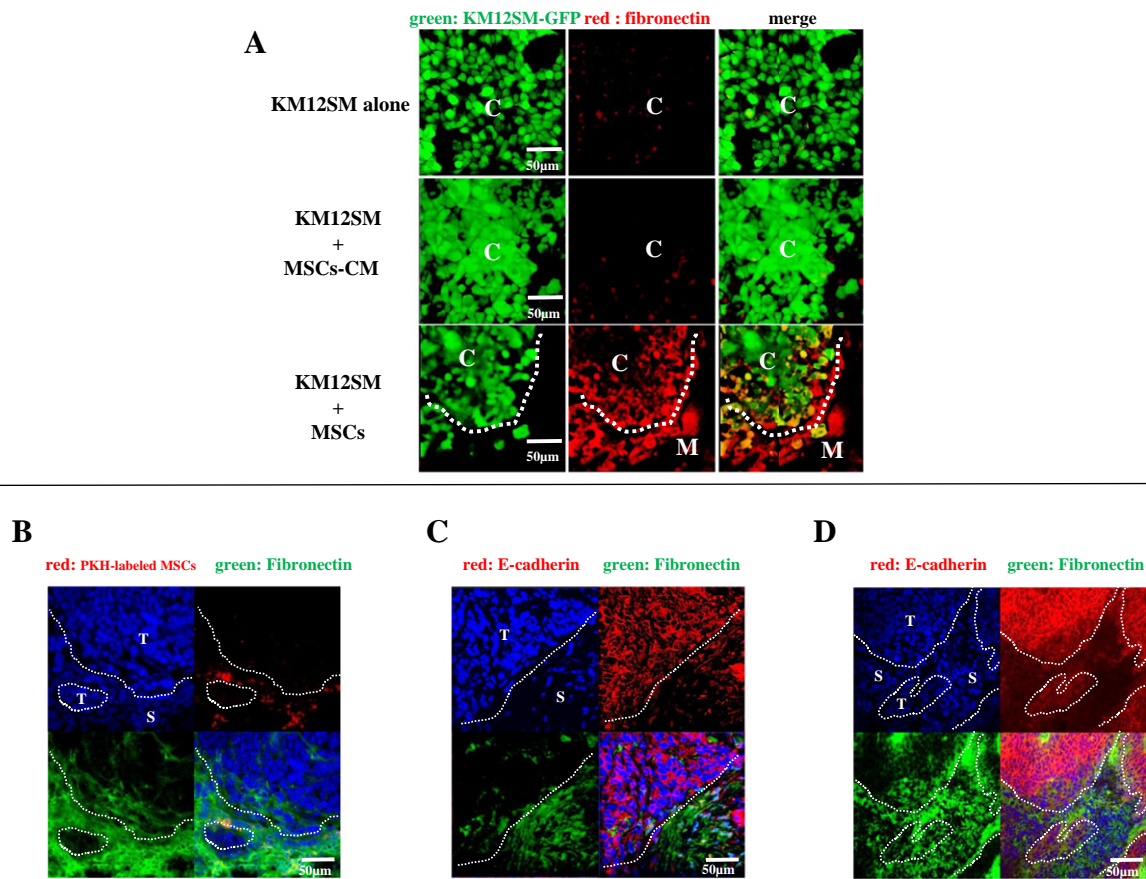 green: KM12SM-GFP red : fibronectin merge
A
KM12SM alone
C
C
C
50μm
KM12SM
+
MSCs-CM
C
C
C
50μm
KM12SM
+
MSCs
C
C
C
50μm
M
M
B
red: PKH-labeled MSCs green: Fibronectin
T
T
S
50μm
C
red: E-cadherin green: Fibronectin
T
S
50μm
D
red: E-cadherin green: Fibronectin
T
S
S
T
50μm